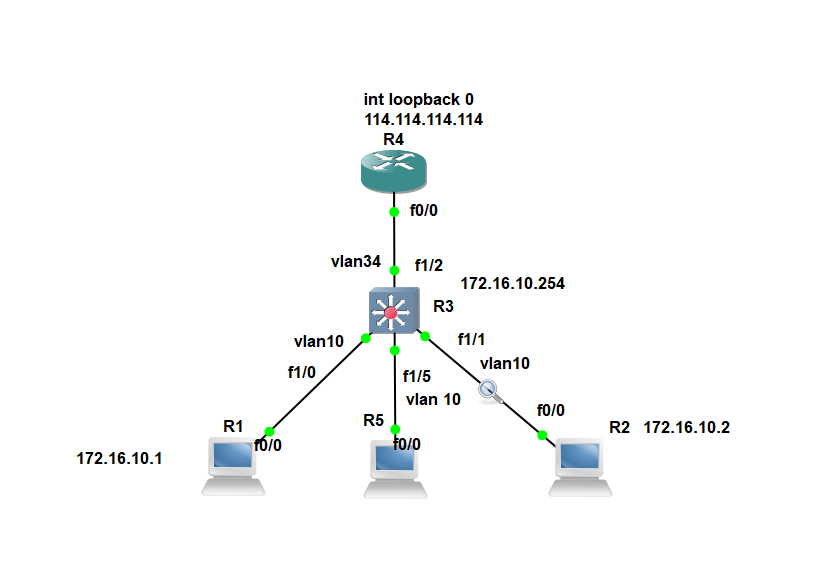 int loopback 0
114.114.114.114
R4
f0/0
vlan34
f1/2
172.16.10.254
R3
vlan10
f1/1
vlan10
f1/0
f1/5
vlan 10
f0/0
R5
R1
R2
172.16.10.2
f0/0
f0/0
172.16.10.1